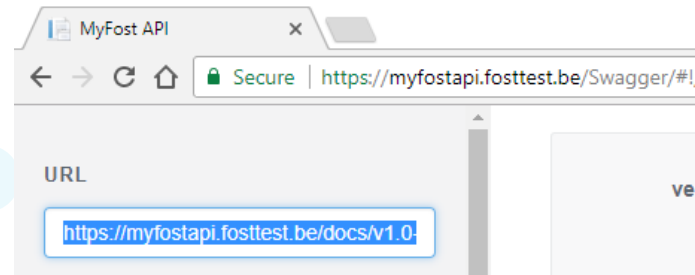 MyFost API
Secure https://myfostapi.fosttest.be/Swagger/#!
URL
ve
https://myfostapi.fosttest.be/docs/v1.0-